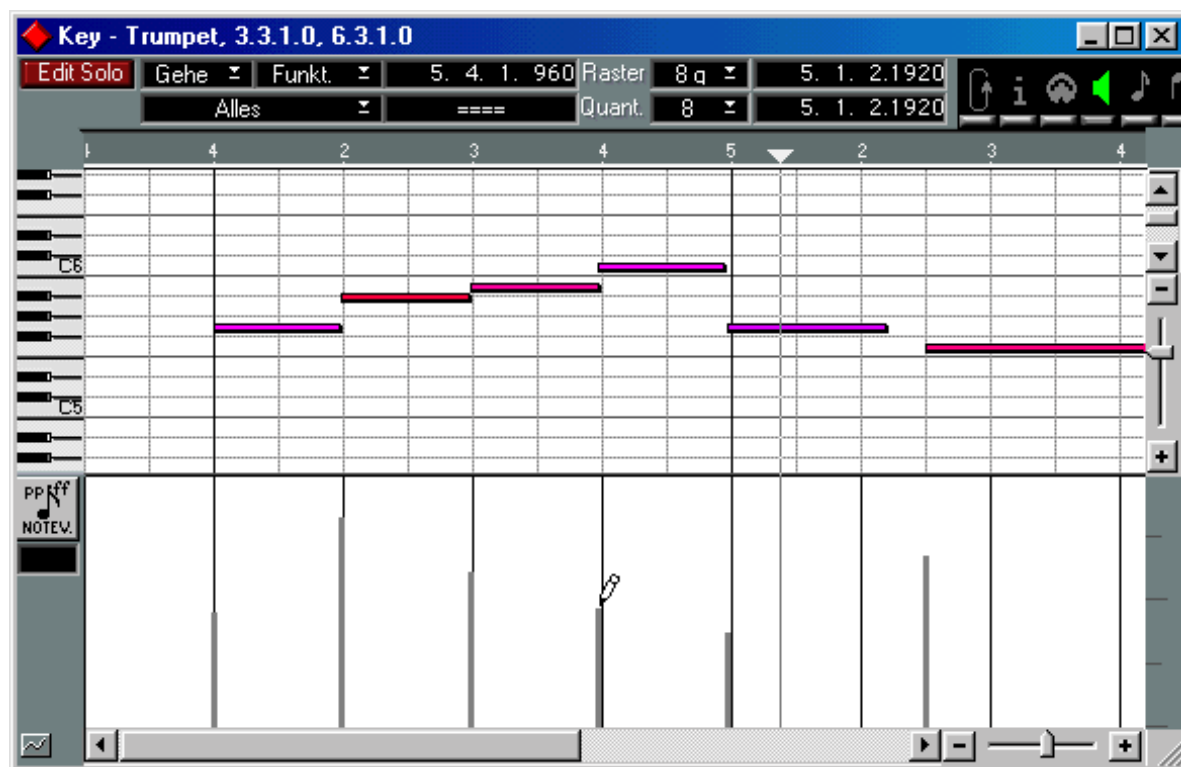 Key - Trumpet, 3.3.1.0, 6.3.1.0
Edit Solo Gehe Funkt. 5. 4. 1. 960 Raster 8 q 5. 1. 2.1920
Alles ==== Quant. 8 5. 1. 2.1920
4 2 3 4 5 2 3 4
C6
C5
PP ff
NOTEV.